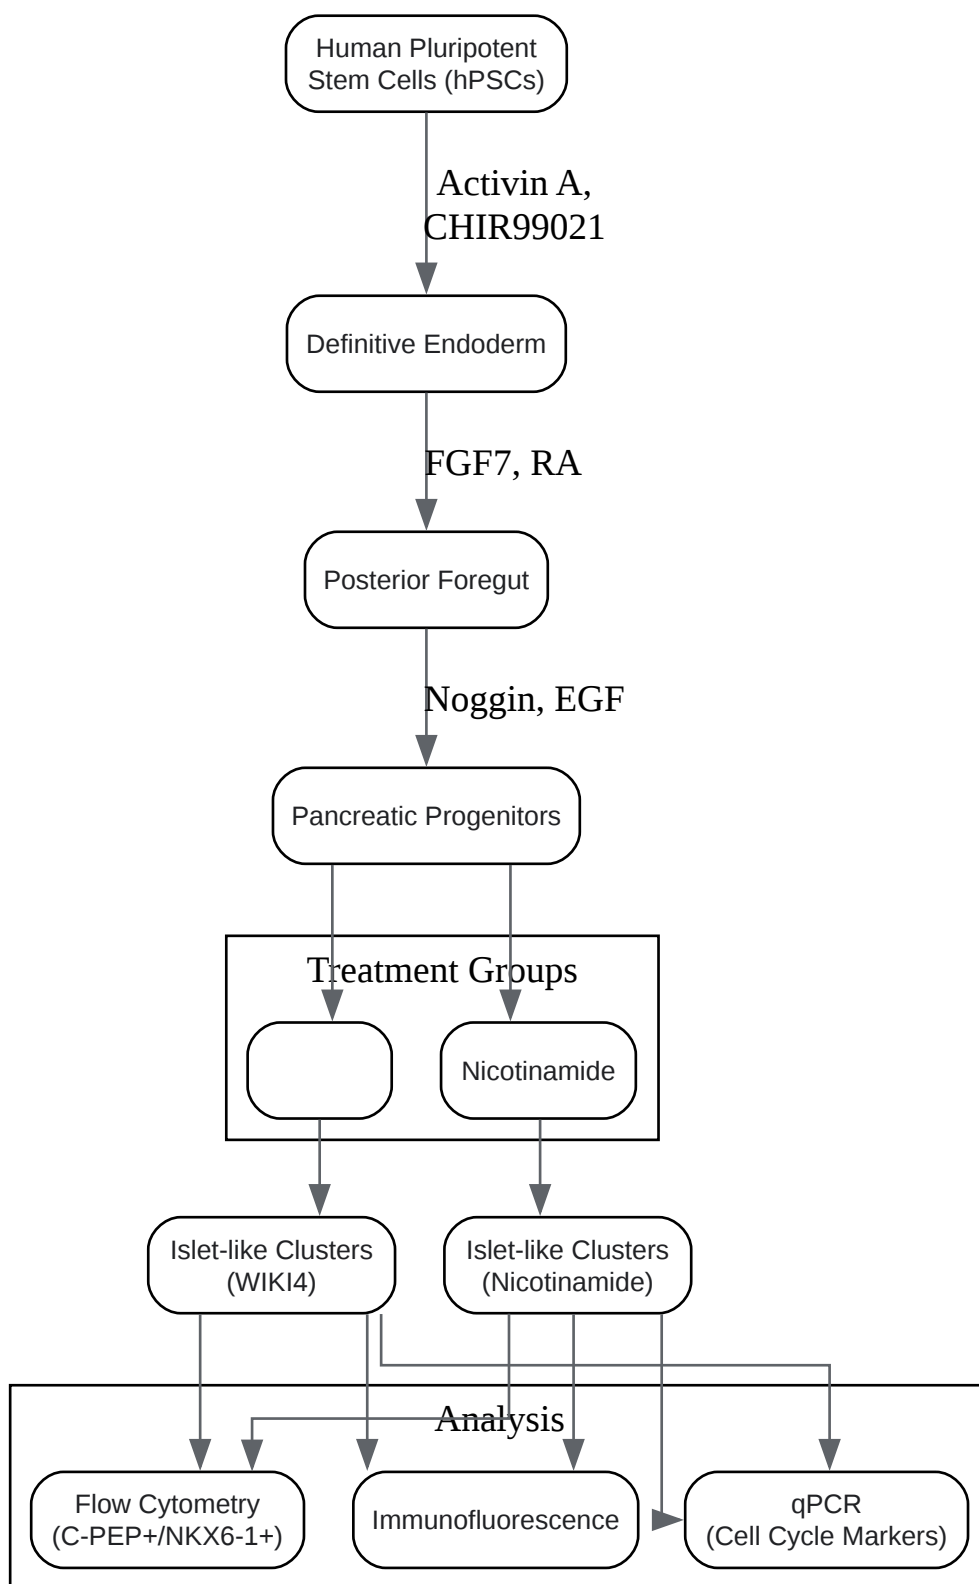 Human Pluripotent
Stem Cells (hPSCs)
Activin A,
CHIR99021
Definitive Endoderm
FGF7, RA
Posterior Foregut
Noggin, EGF
Pancreatic Progenitors
Treatment Groups
Nicotinamide
Islet-like Clusters
(WIKI4)
Islet-like Clusters
(Nicotinamide)
Analysis
Flow Cytometry
(C-PEP+/NKX6-1+)
Immunofluorescence
qPCR
(Cell Cycle Markers)